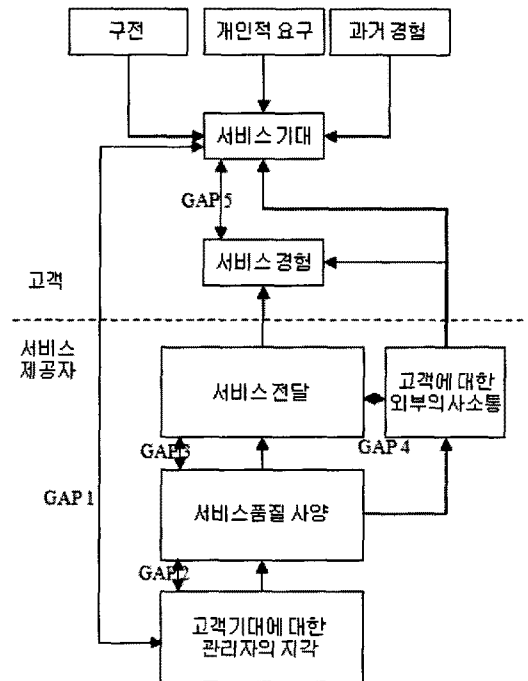 구전
개인적 요구
과거 경험
서비스 기대
GAP 5
서비스 경험
고객
서비스
제공자
서비스 전달
고객에 대한
외부의사소통
GAP 3
GAP 4
GAP 1
서비스품질 사양
GAP 2
고객기대에 대한
관리자의 지각